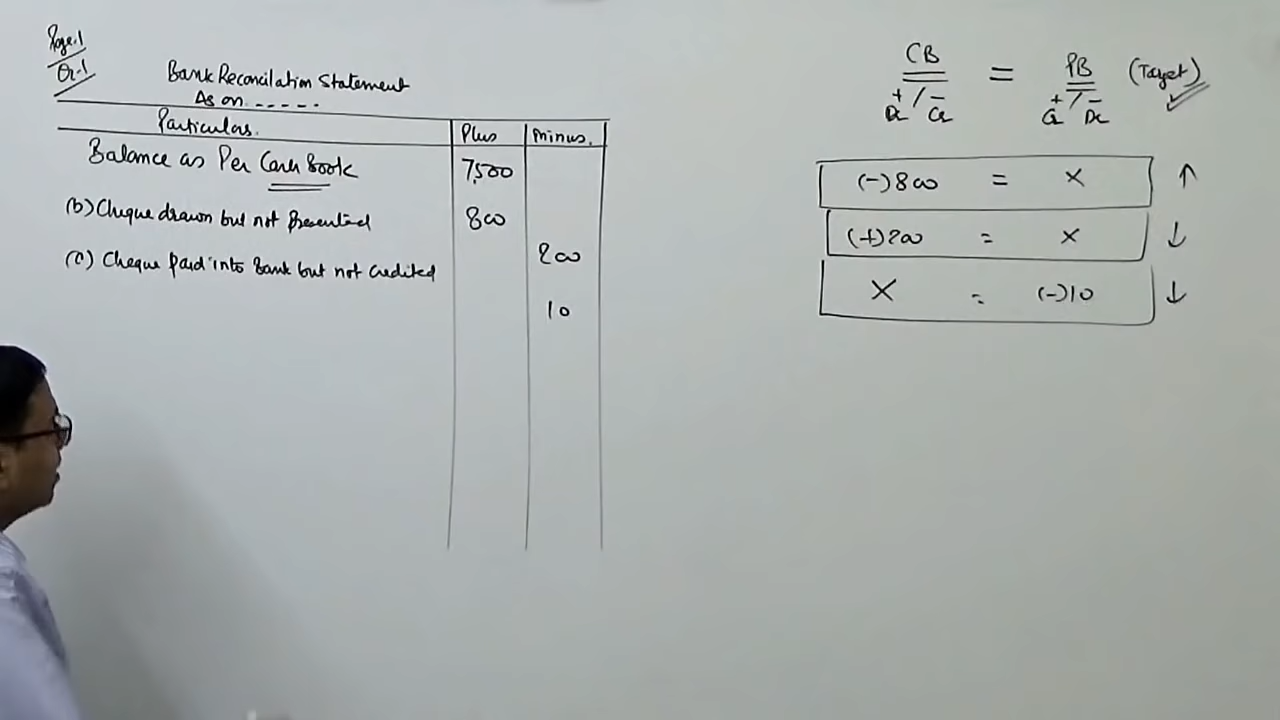 Page.1
Q.1
Bank Reconcilation Statement
As on -----
Particulars. Plus Minus.
Balance as Per Cash Book 7,500
(b) Cheque drawn but not Presented 800
(c) Cheque Paid into Bank but not credited 200
10
CB = PB (Target)
+ / - + / -
Dr Cr Cr Dr
(-) 800 = × ↑
(+) 200 = × ↓
× = (-) 10 ↓